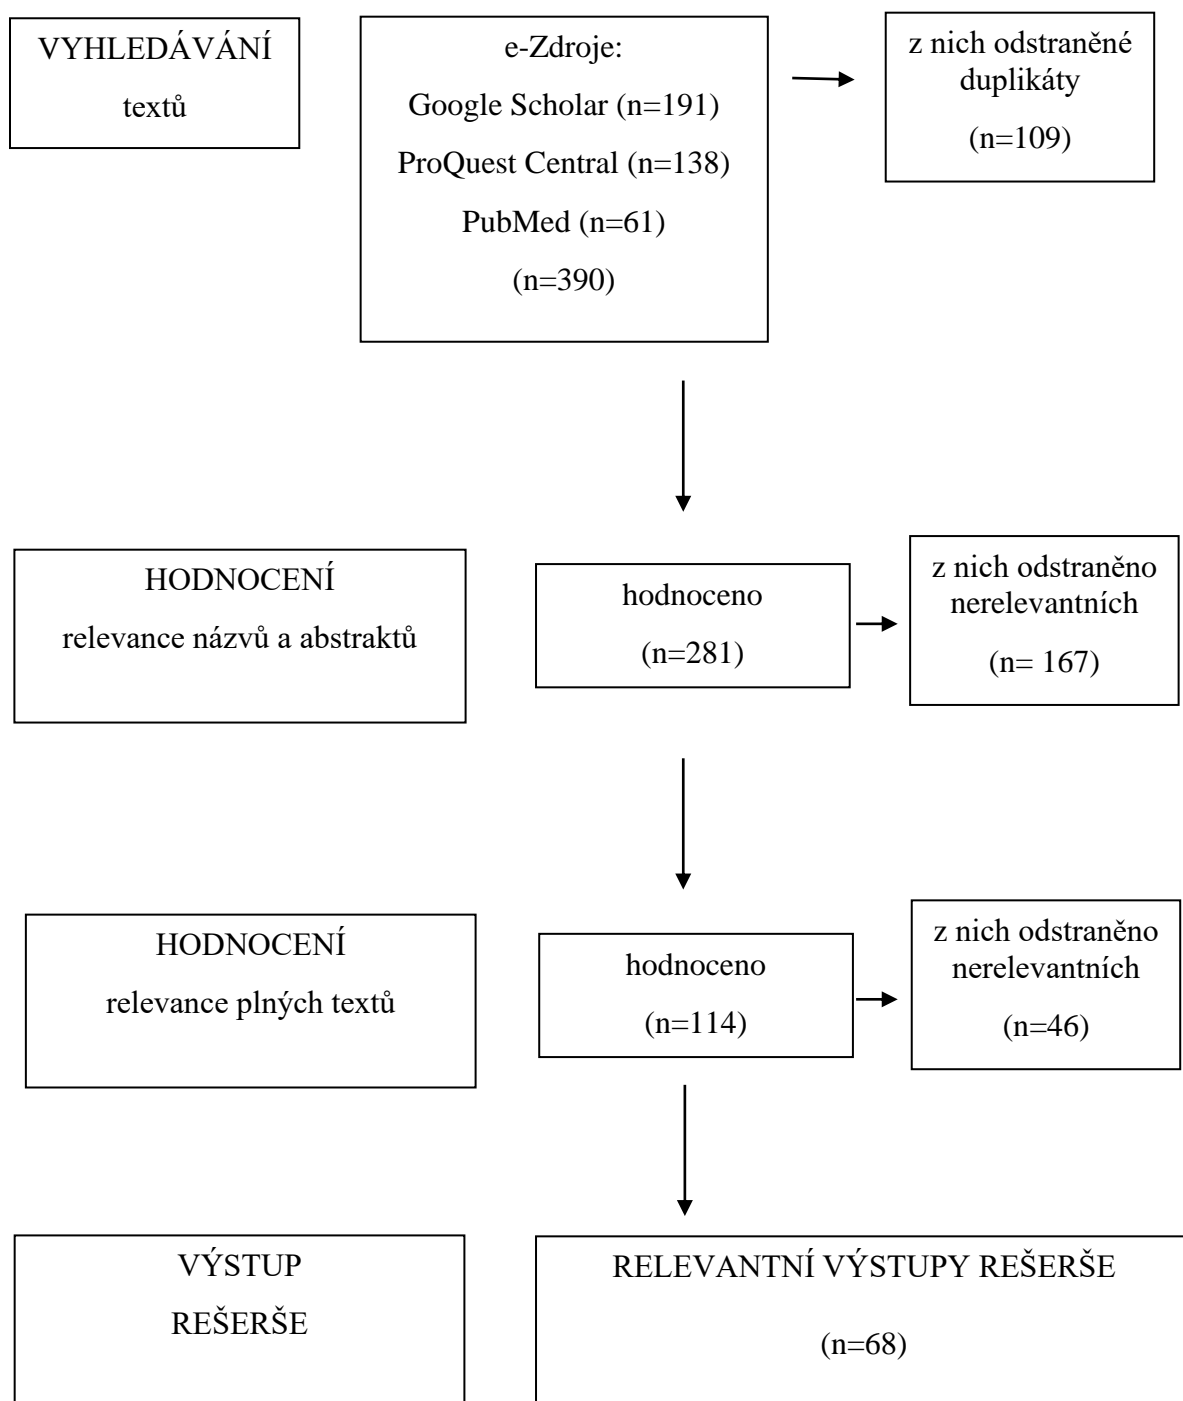 VYHLEDÁVÁNÍ
textů
e-Zdroje:
Google Scholar (n=191)
ProQuest Central (n=138)
PubMed (n=61)
(n=390)
z nich odstraněné
duplikáty
(n=109)
HODNOCENÍ
relevance názvů a abstraktů
hodnoceno
(n=281)
z nich odstraněno
nerelevantních
(n= 167)
HODNOCENÍ
relevance plných textů
hodnoceno
(n=114)
z nich odstraněno
nerelevantních
(n=46)
VÝSTUP
REŠERŠE
RELEVANTNÍ VÝSTUPY REŠERŠE
(n=68)